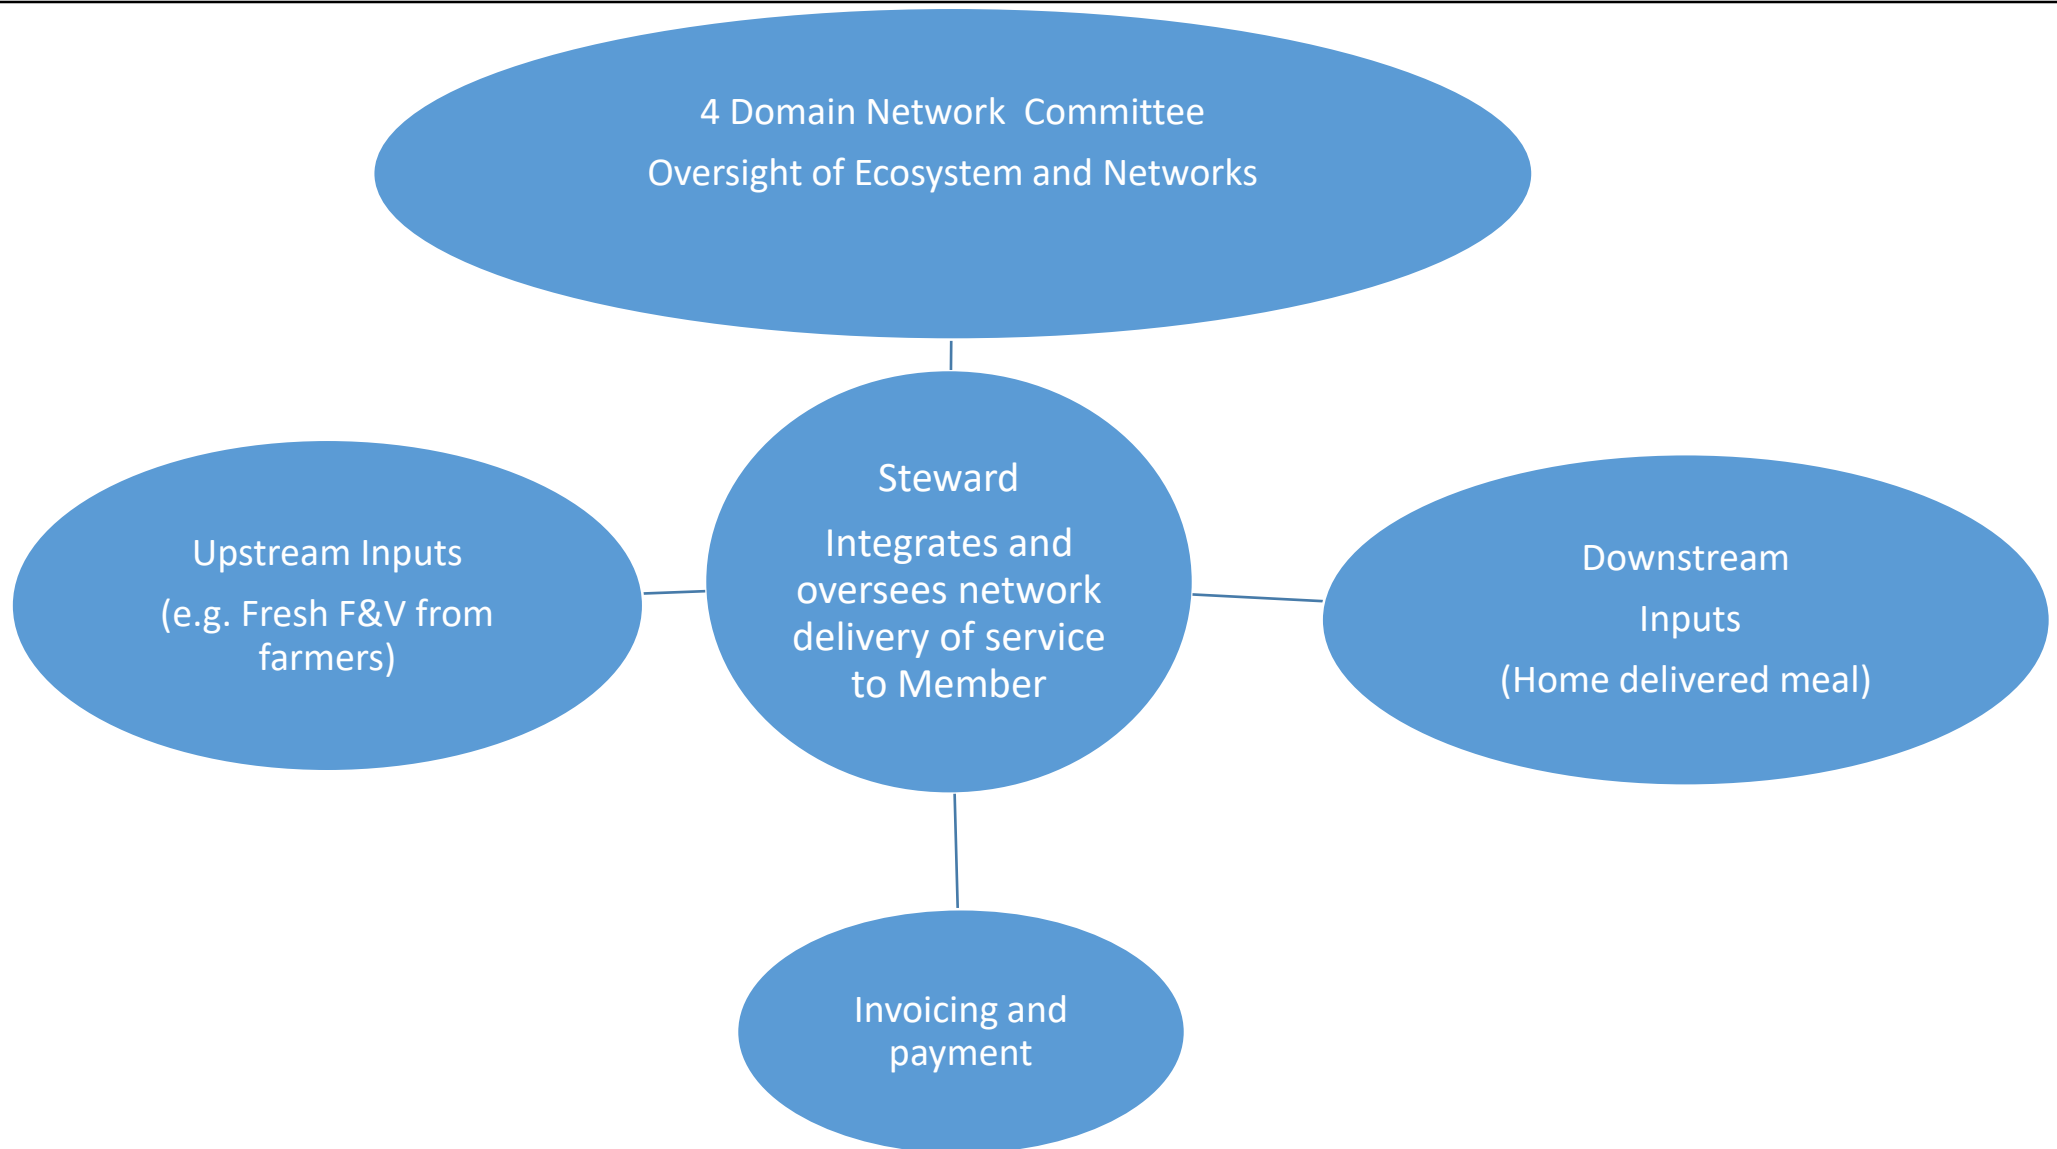 4 Domain Network  Committee
Oversight of Ecosystem and Networks
Steward
Integrates and
oversees network
delivery of service
to Member
Upstream Inputs
(e.g. Fresh F&V from
farmers)
Downstream
Inputs
(Home delivered meal)
Invoicing and
payment